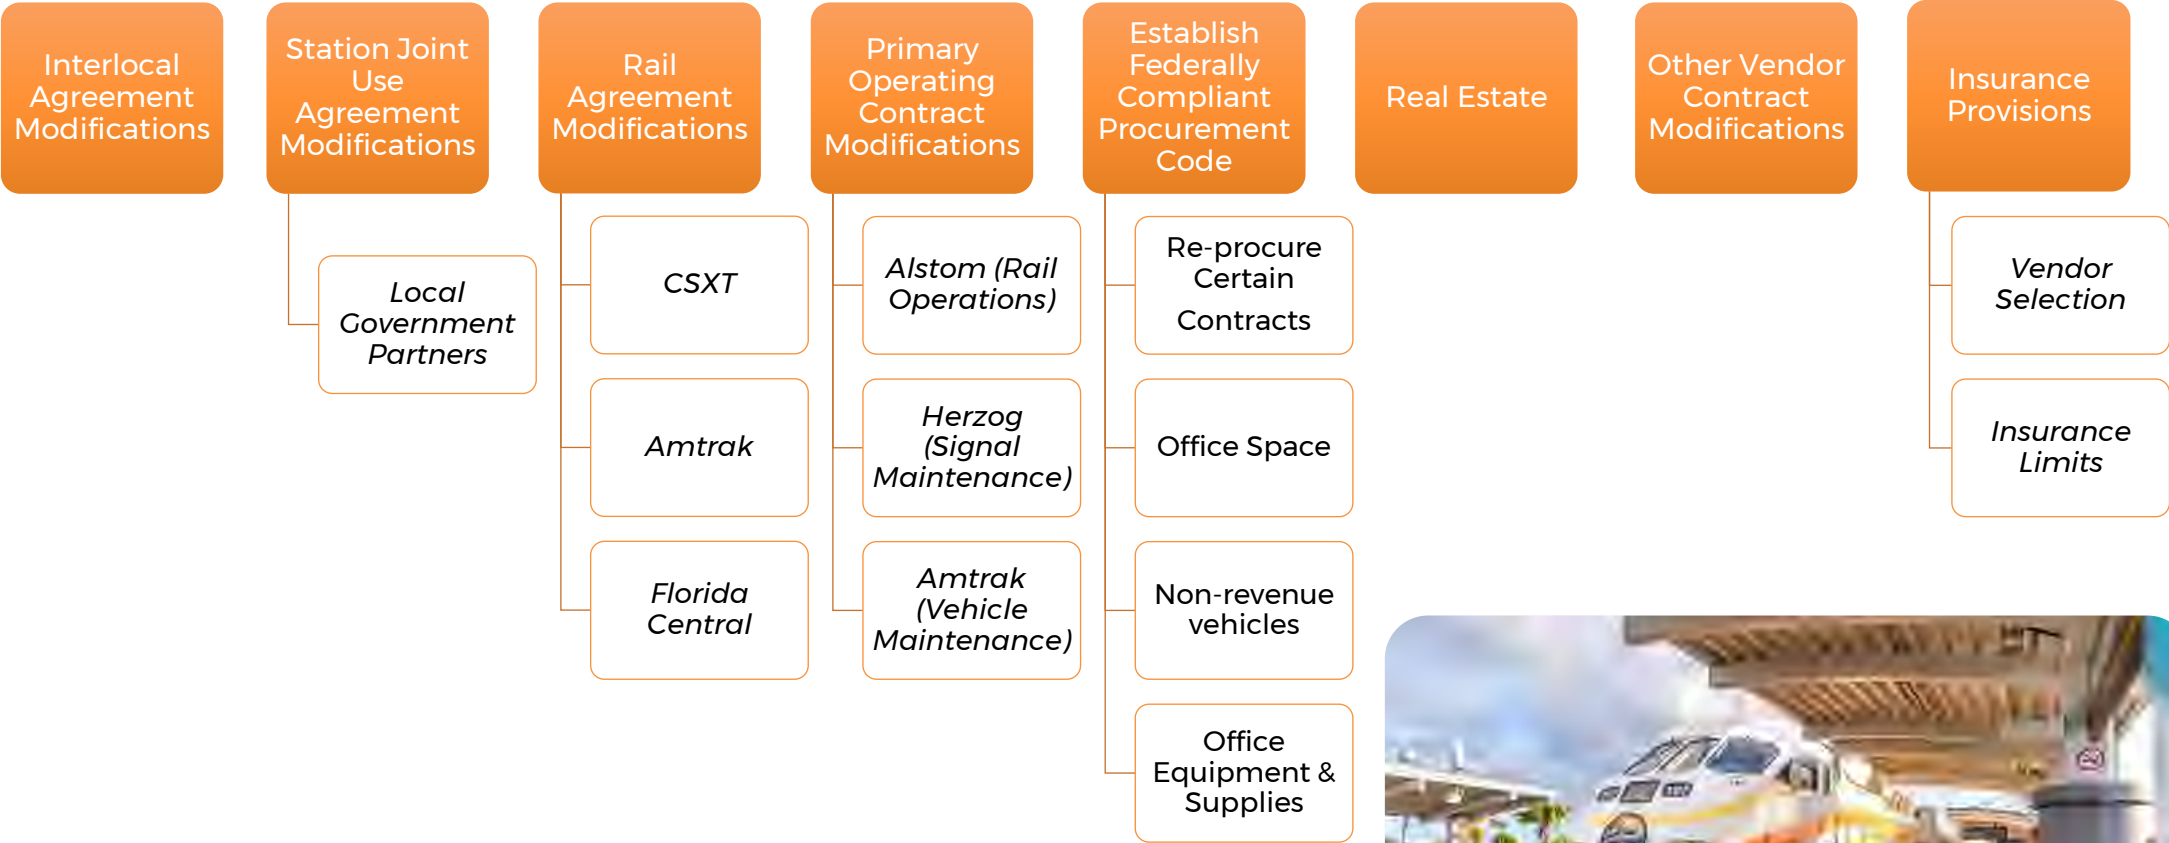 Interlocal
Agreement
Modifications
Station Joint
Use
Agreement
Modifications
Local
Government
Partners
Rail
Agreement
Modifications
CSXT
Amtrak
Florida
Central
Primary
Operating
Contract
Modifications
Alstom (Rail
Operations)
Herzog
(Signal
Maintenance)
Amtrak
(Vehicle
Maintenance)
Establish
Federally
Compliant
Procurement
Code
Re-procure
Certain
Contracts
Office Space
Non-revenue
vehicles
Office
Equipment &
Supplies
Real Estate
Other Vendor
Contract
Modifications
Insurance
Provisions
Vendor
Selection
Insurance
Limits